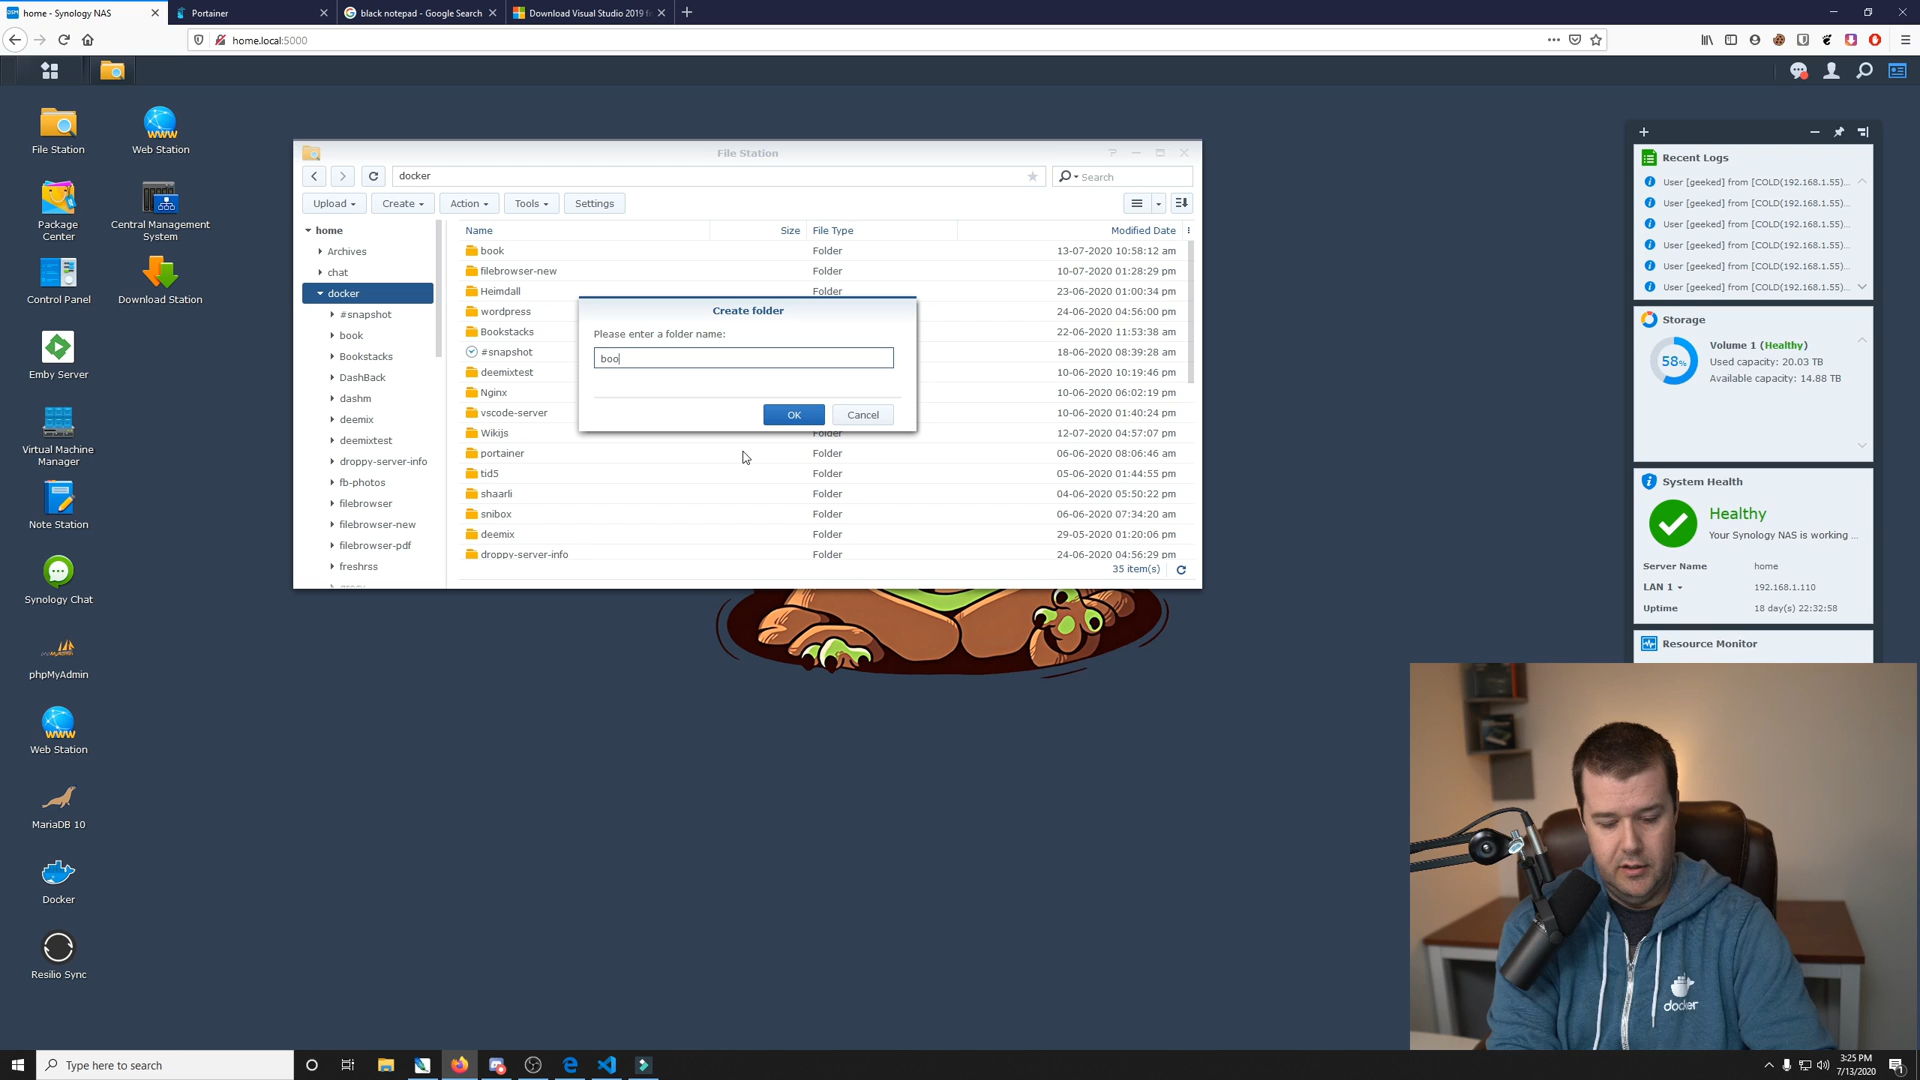 home - Synology NAS
Portainer
black notepad - Google Search
Download Visual Studio 2019 f
home.local:5000
File Station
Web Station
Package
Center
Central Management
System
Control Panel
Download Station
Emby Server
Virtual Machine
Manager
Note Station
Synology Chat
phpMyAdmin
Web Station
MariaDB 10
Docker
Resilio Sync
File Station
docker
Search
Upload
Create
Action
Tools
Settings
home
Archives
chat
docker
#snapshot
book
Bookstacks
DashBack
dashm
deemix
deemixtest
droppy-server-info
fb-photos
filebrowser
filebrowser-new
filebrowser-pdf
freshrss
Name Size File Type Modified Date
book Folder 13-07-2020 10:58:12 am
filebrowser-new Folder 10-07-2020 01:28:29 pm
Heimdall Folder 23-06-2020 01:00:34 pm
wordpress 24-06-2020 04:56:00 pm
Bookstacks 22-06-2020 11:53:38 am
#snapshot 18-06-2020 08:39:28 am
deemixtest 10-06-2020 10:19:46 pm
Nginx 10-06-2020 06:02:19 pm
vscode-server 10-06-2020 01:40:24 pm
Wikijs Folder 12-07-2020 04:57:07 pm
portainer Folder 06-06-2020 08:06:46 am
tid5 Folder 05-06-2020 01:44:55 pm
shaarli Folder 04-06-2020 05:50:22 pm
snibox Folder 06-06-2020 07:34:20 am
deemix Folder 29-05-2020 01:20:06 pm
droppy-server-info Folder 24-06-2020 04:56:29 pm
35 item(s)
Create folder
Please enter a folder name:
boo
OK
Cancel
Recent Logs
User [geeked] from [COLD(192.168.1.55)...
User [geeked] from [COLD(192.168.1.55)...
User [geeked] from [COLD(192.168.1.55)...
User [geeked] from [COLD(192.168.1.55)...
User [geeked] from [COLD(192.168.1.55)...
User [geeked] from [COLD(192.168.1.55)...
Storage
58%
Volume 1 (Healthy)
Used capacity: 20.03 TB
Available capacity: 14.88 TB
System Health
Healthy
Your Synology NAS is working ...
Server Name home
LAN 1 192.168.1.110
Uptime 18 day(s) 22:32:58
Resource Monitor
docker
Type here to search
3:25 PM
7/13/2020